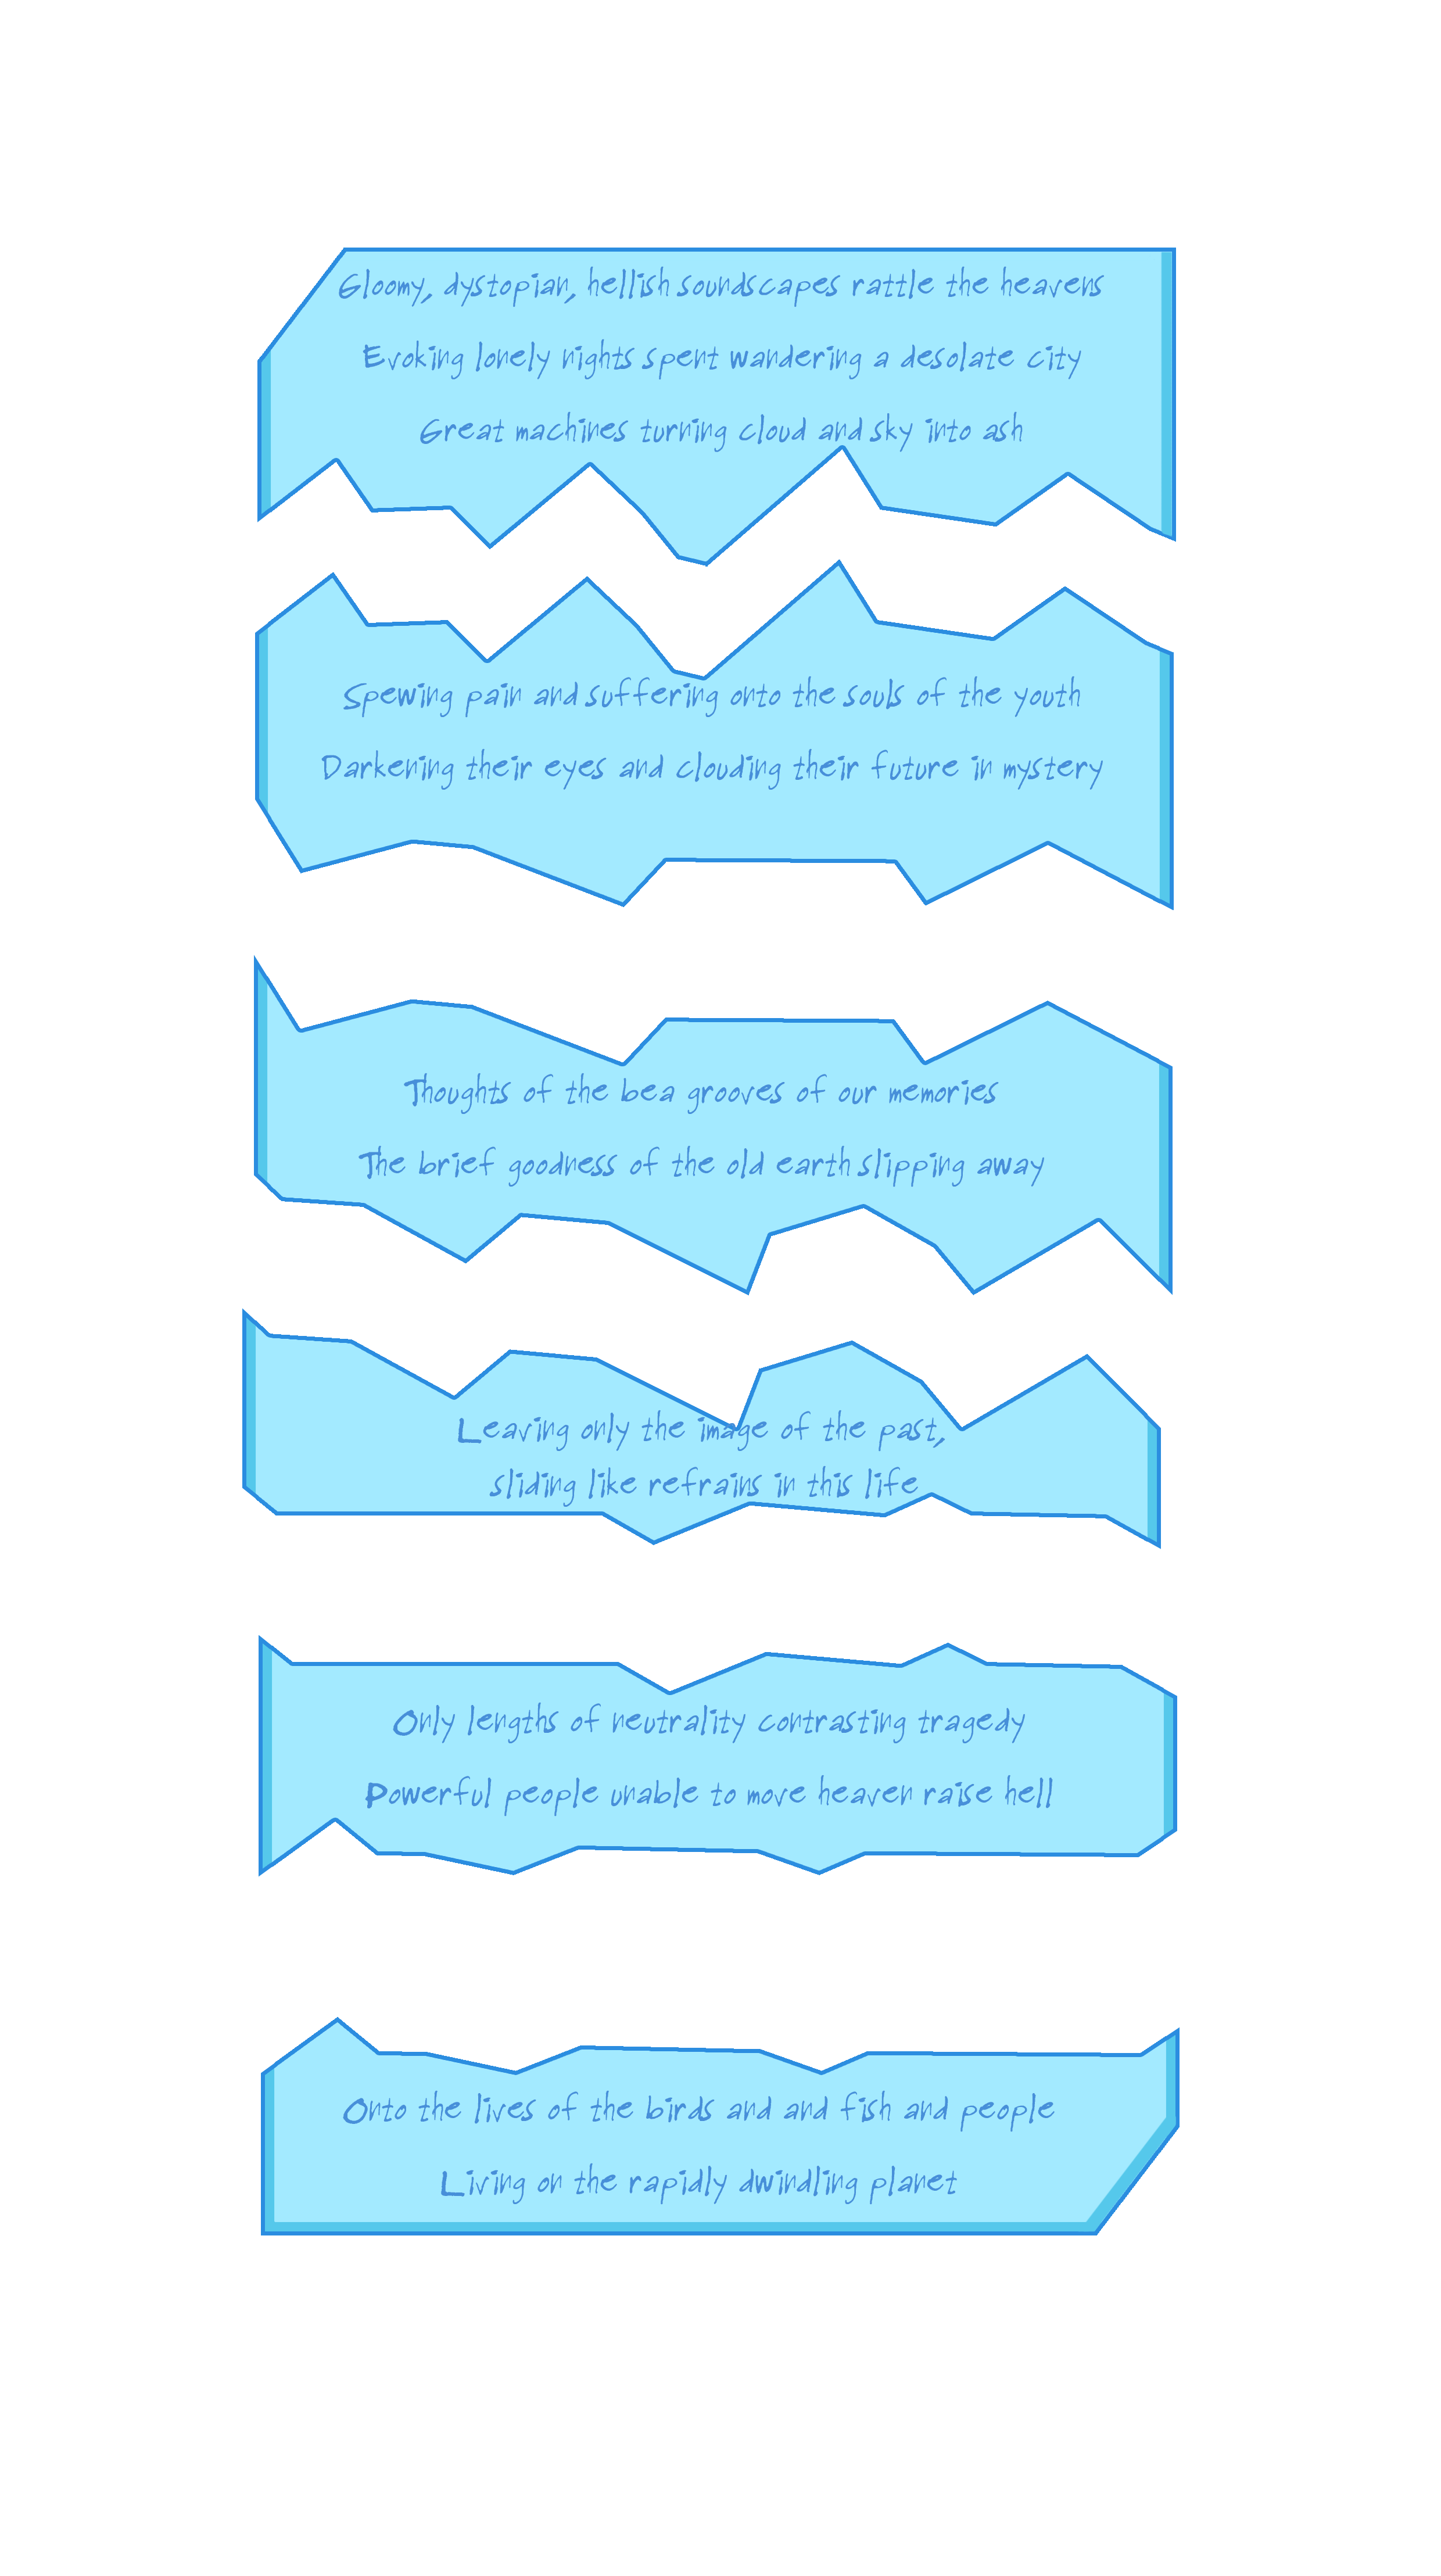 Gloomy, dystopian, hellish soundscapes rattle the heavens
Evoking lonely nights spent wandering a desolate city
Great machines turning cloud and sky into ash
Spewing pain and suffering onto the souls of the youth
Darkening their eyes and clouding their future in mystery
Thoughts of the bea grooves of our memories
The brief goodness of the old earth slipping away
Leaving only the image of the past,
sliding like refrains in this life
Only lengths of neutrality contrasting tragedy
Powerful people unable to move heaven raise hell
Onto the lives of the birds and and fish and people
Living on the rapidly dwindling planet